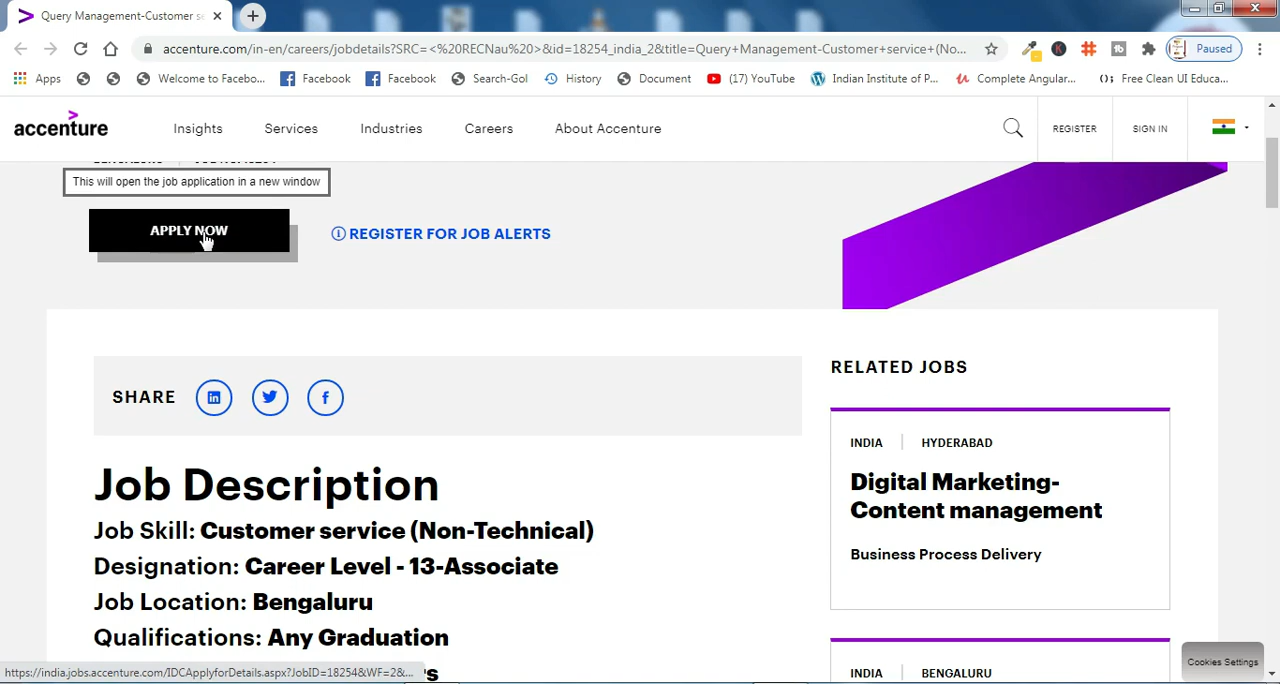 Query Management-Customer se
accenture.com/in-en/careers/jobdetails?SRC=<%20RECNau%20>&id=18254_india_2&title=Query+Management-Customer+service+(No...
Paused
Apps
Welcome to Facebo...
Facebook
Facebook
Search-Gol
History
Document
(17) YouTube
Indian Institute of P...
Complete Angular...
Free Clean UI Educa...
accenture
Insights
Services
Industries
Careers
About Accenture
REGISTER
SIGN IN
This will open the job application in a new window
APPLY NOW
REGISTER FOR JOB ALERTS
SHARE
Job Description
Job Skill: Customer service (Non-Technical)
Designation: Career Level - 13-Associate
Job Location: Bengaluru
Qualifications: Any Graduation
RELATED JOBS
INDIA | HYDERABAD
Digital Marketing-
Content management
Business Process Delivery
INDIA | BENGALURU
Cookies Settings
https://india.jobs.accenture.com/IDCApplyforDetails.aspx?JobID=18254&WF=2&...